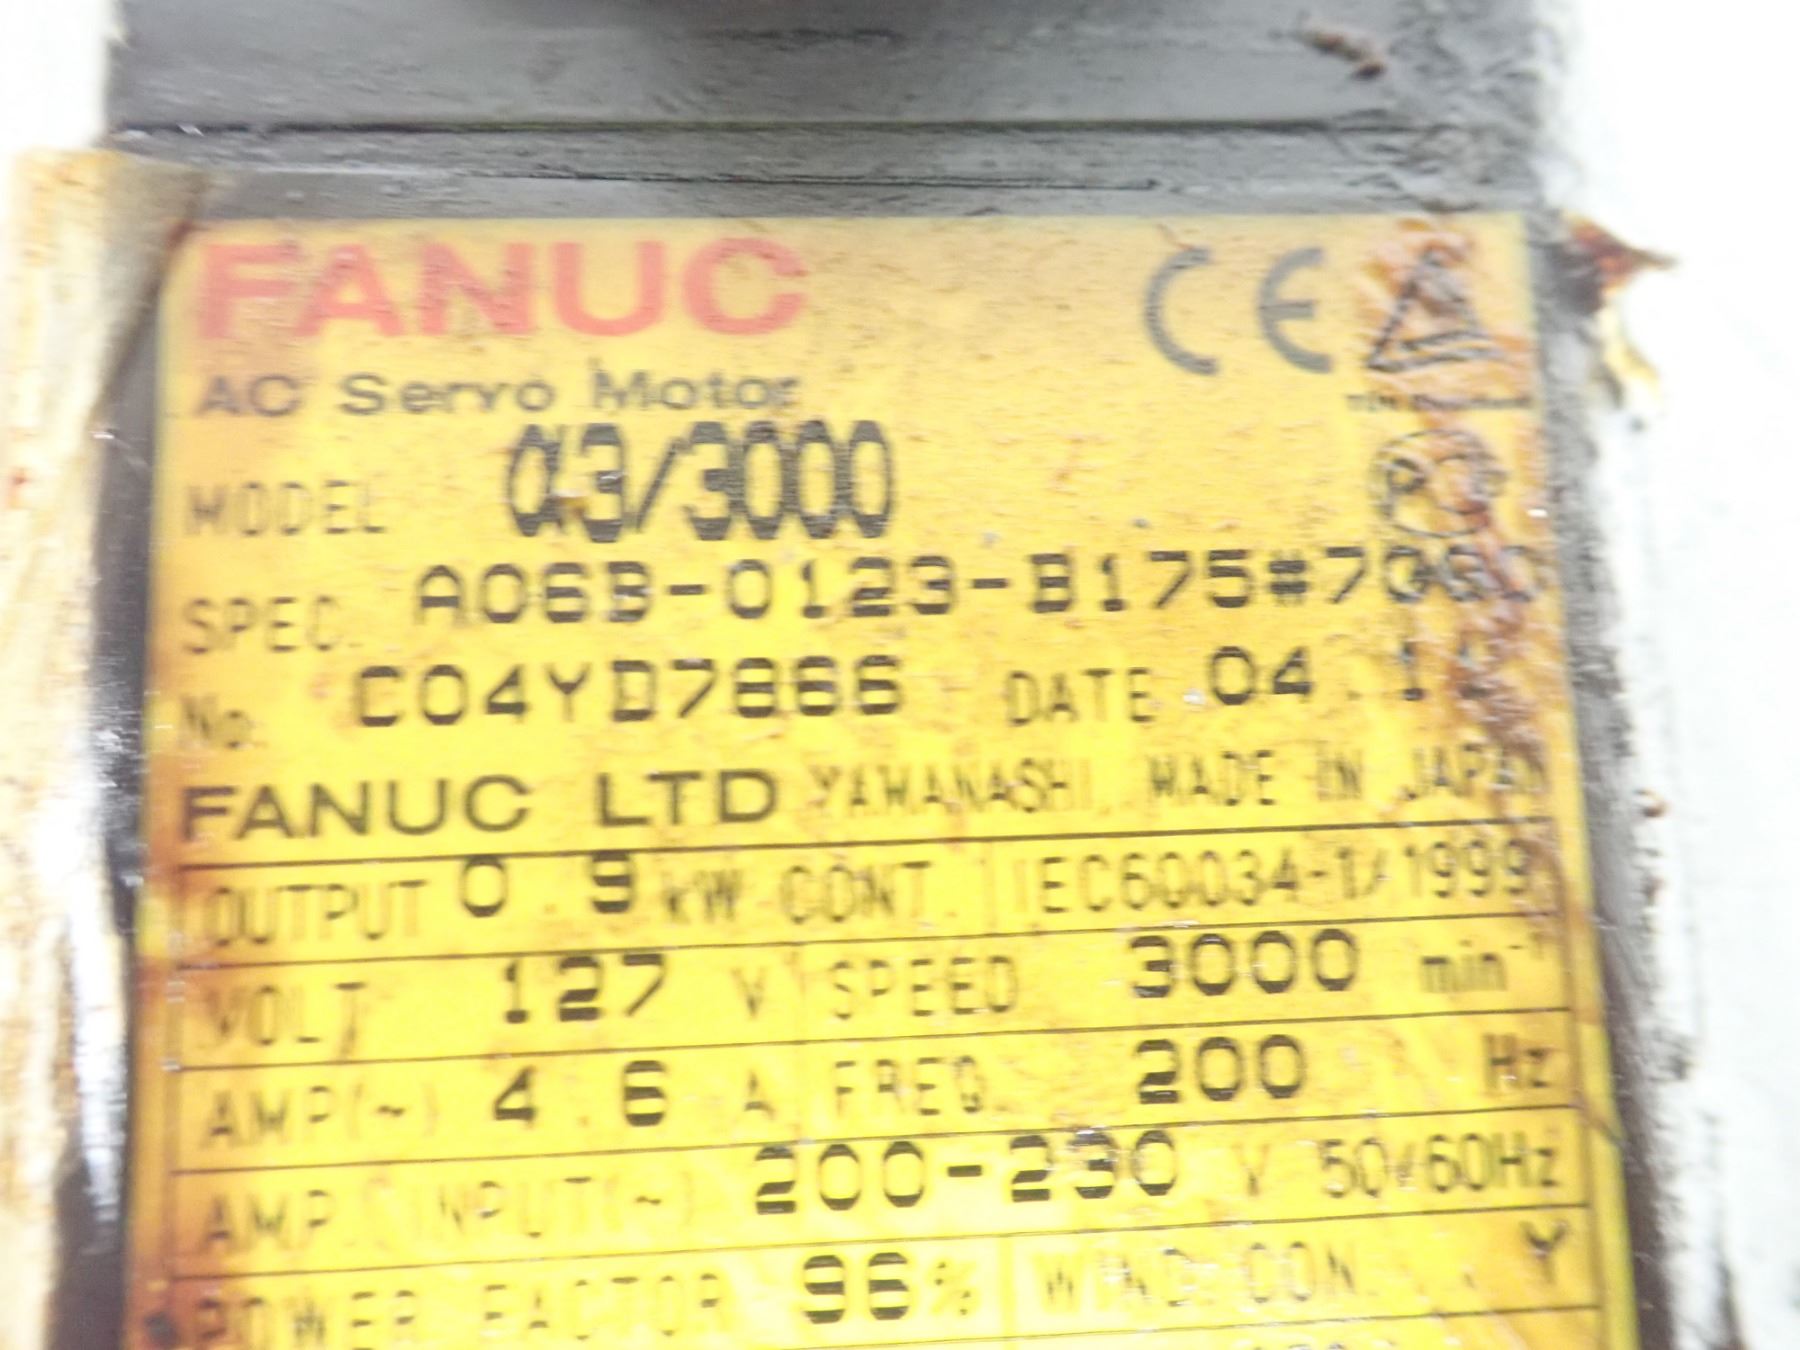 FANUC CE
AC Servo Motor
MODEL α3/3000
SPEC. A06B-0123-B175#7000
No. C04YD7866 DATE 04.
FANUC LTD YAMANASHI, MADE IN JAPAN
OUTPUT 0.9 kW CONT. IEC60034-1/1999
VOLT 127 V SPEED 3000 min⁻¹
AMP(~) 4.6 A FREQ. 200 Hz
AMP. INPUT(~) 200-230 V 50/60Hz
POWER FACTOR 96% WIND. CON. Y